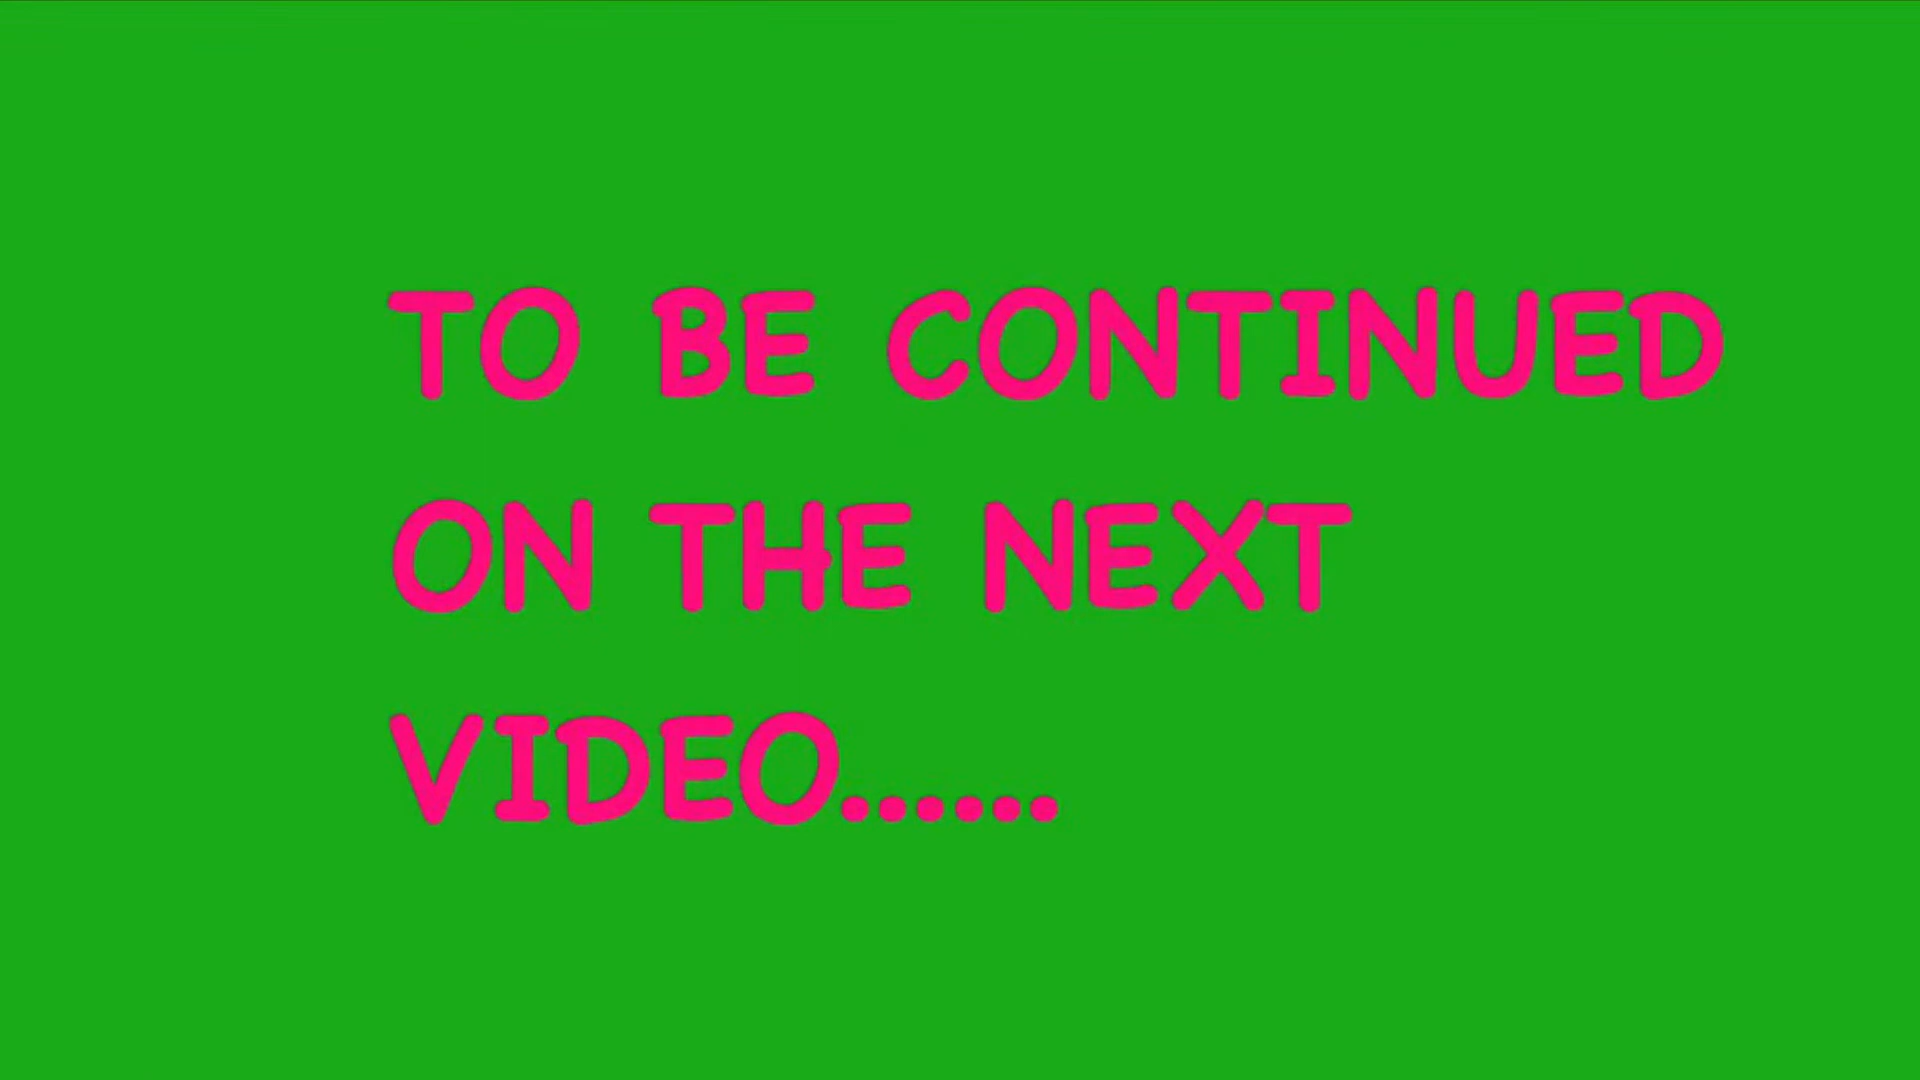 TO BE CONTINUED
ON THE NEXT
VIDEO......